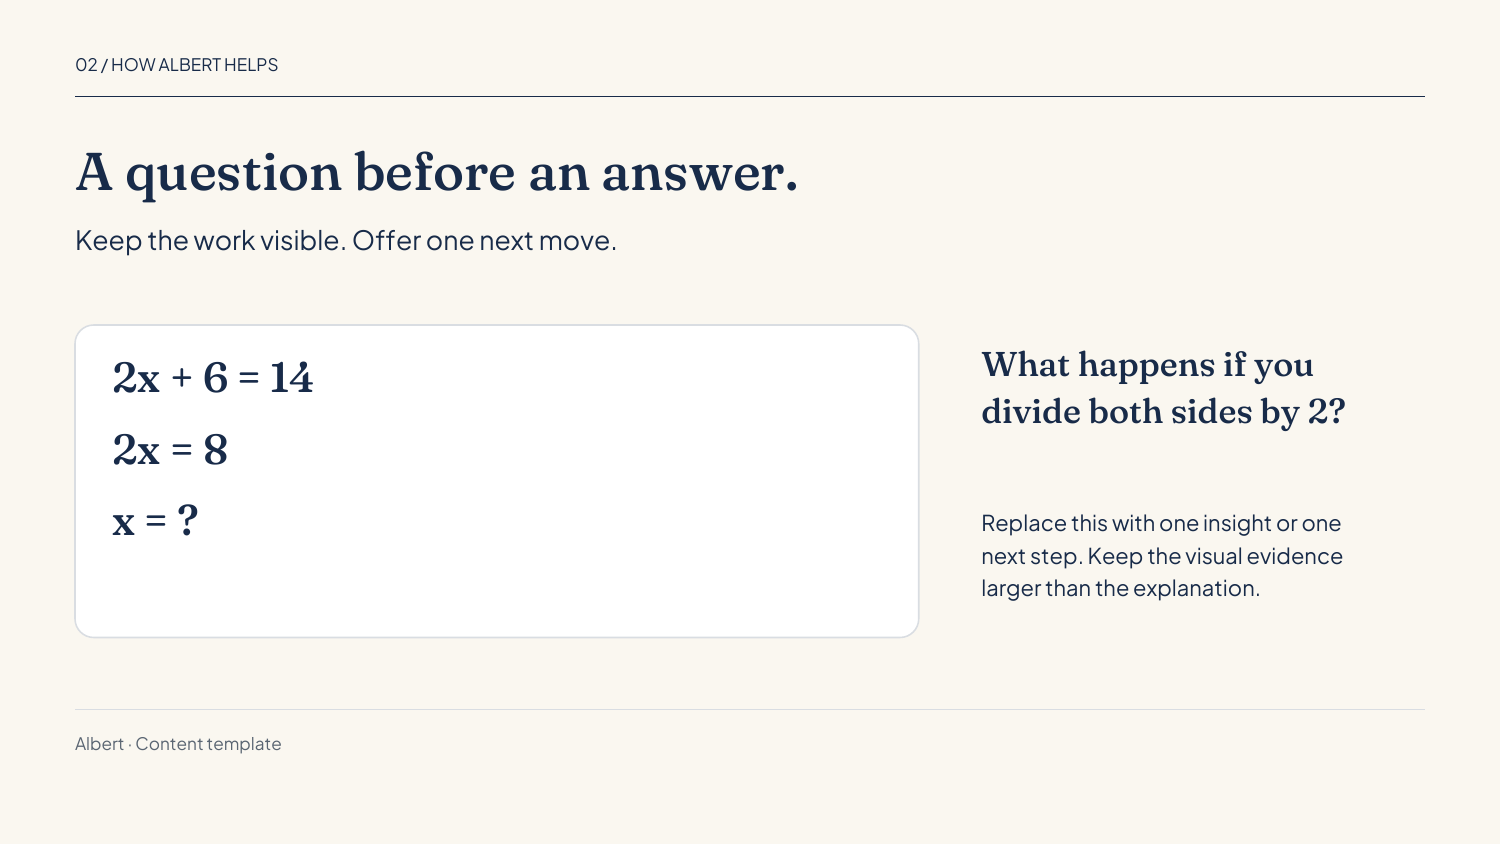 02 / HOW ALBERT HELPS
A question before an answer.
Keep the work visible. Offer one next move.
2x + 6 = 14
2x = 8
x = ?
What happens if you
divide both sides by 2?
Replace this with one insight or one
next step. Keep the visual evidence
larger than the explanation.
Albert · Content template